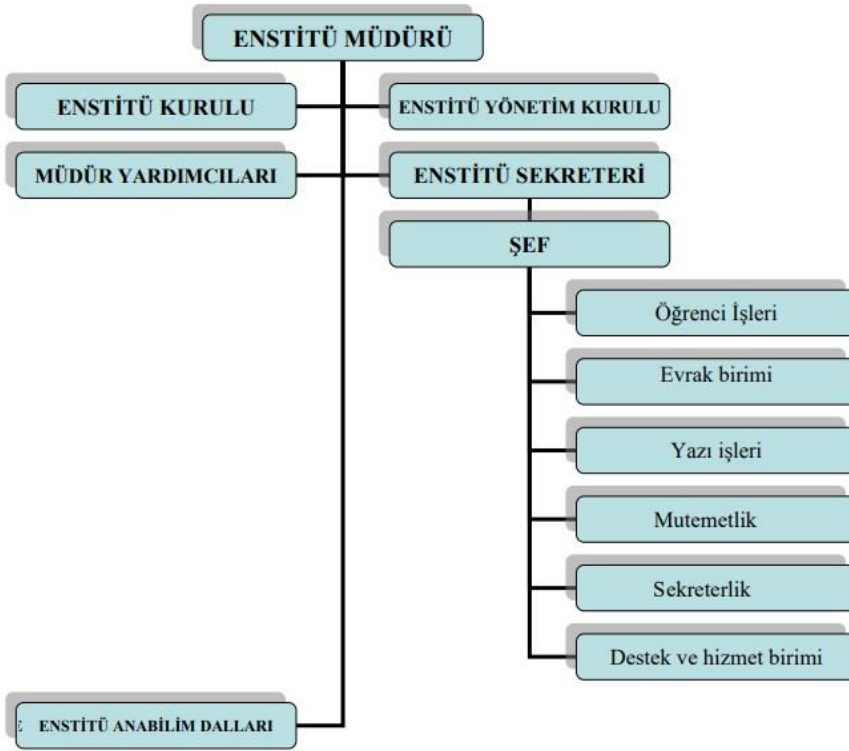 ENSTİTÜ MÜDÜRÜ
ENSTİTÜ KURULU
ENSTİTÜ YÖNETİM KURULU
MÜDÜR YARDIMCILARI
ENSTİTÜ SEKRETERİ
ŞEF
Öğrenci İşleri
Evrak birimi
Yazı işleri
Mutemetlik
Sekreterlik
Destek ve hizmet birimi
E ENSTİTÜ ANABİLİM DALLARI